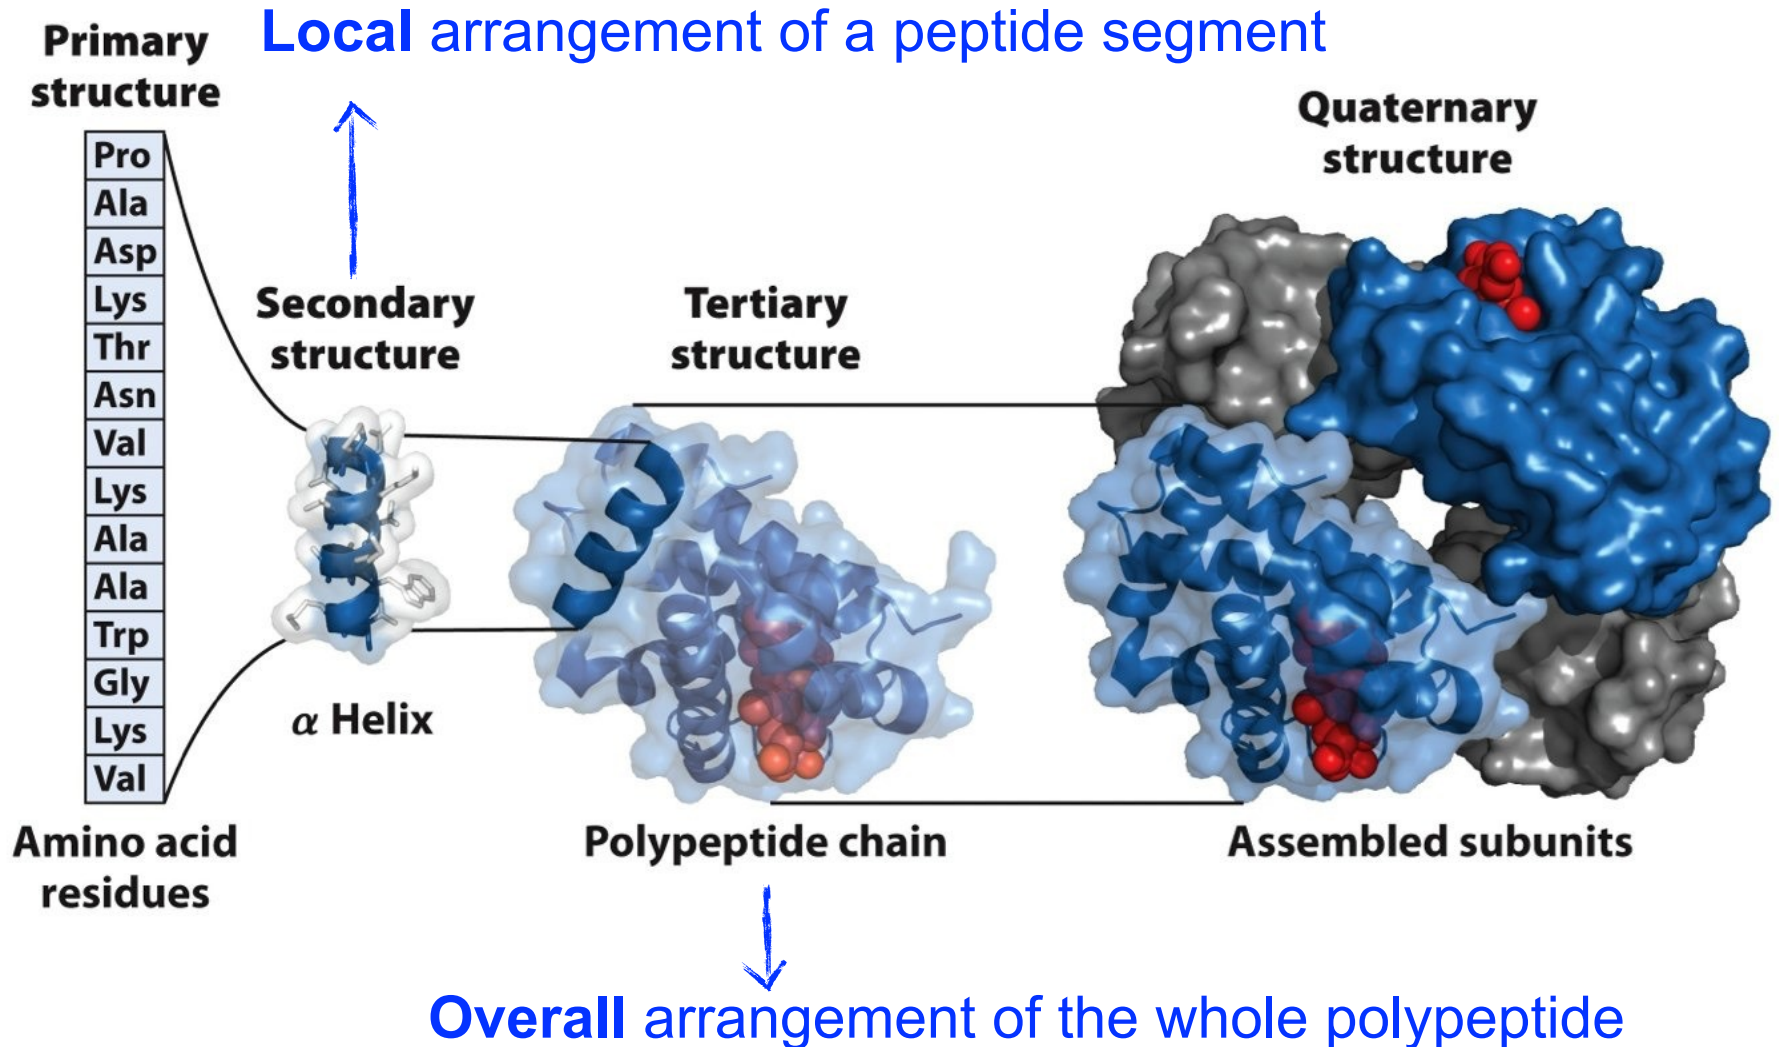 Local arrangement of a peptide segment
Primary
structure
Pro
Ala
Asp
Lys
Thr
Asn
Val
Lys
Ala
Ala
Trp
Gly
Lys
Val
Amino acid
residues
Secondary
structure
α Helix
Tertiary
structure
Polypeptide chain
Quaternary
structure
Assembled subunits
Overall arrangement of the whole polypeptide